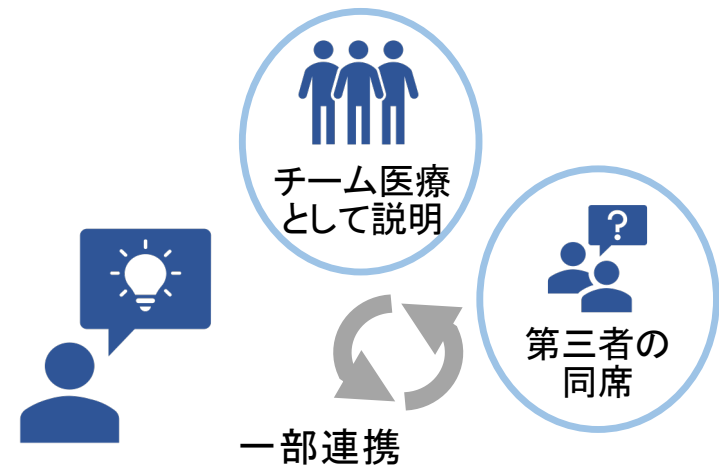 チーム医療
として説明
?
第三者の
同席
一部連携